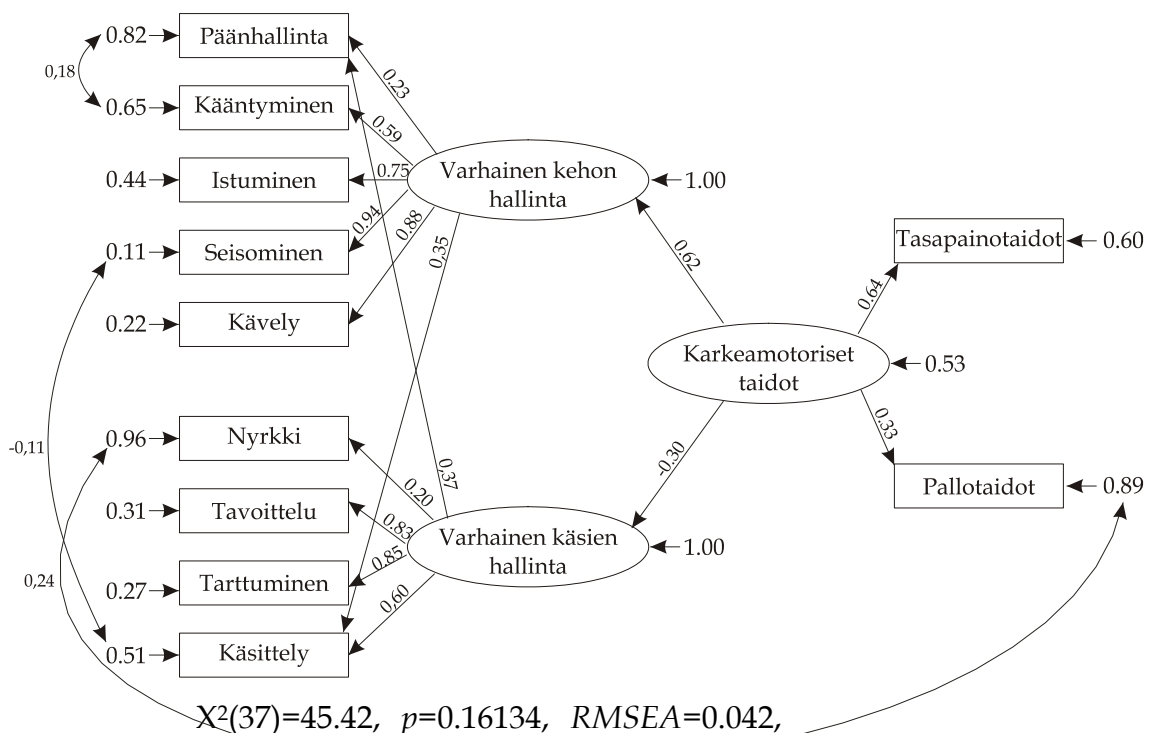 0.82
Päänhallinta
0,18
0.23
0.65
Kääntyminen
0.59
0.44
Istuminen
0.75
Varhainen kehon
hallinta
1.00
0.11
Seisominen
0.94
0.88
0,35
0.62
Tasapainotaidot
0.60
0.64
0.22
Kävely
Karkeamotoriset
taidot
0.53
0.33
-0,11
0.96
Nyrkki
-0.30
0,37
0.20
Pallotaidot
0.89
0.31
Tavoittelu
0.83
Varhainen käsien
hallinta
1.00
0.85
0,24
0.27
Tarttuminen
0,60
0.51
Käsittely
X²(37)=45.42, p=0.16134, RMSEA=0.042,